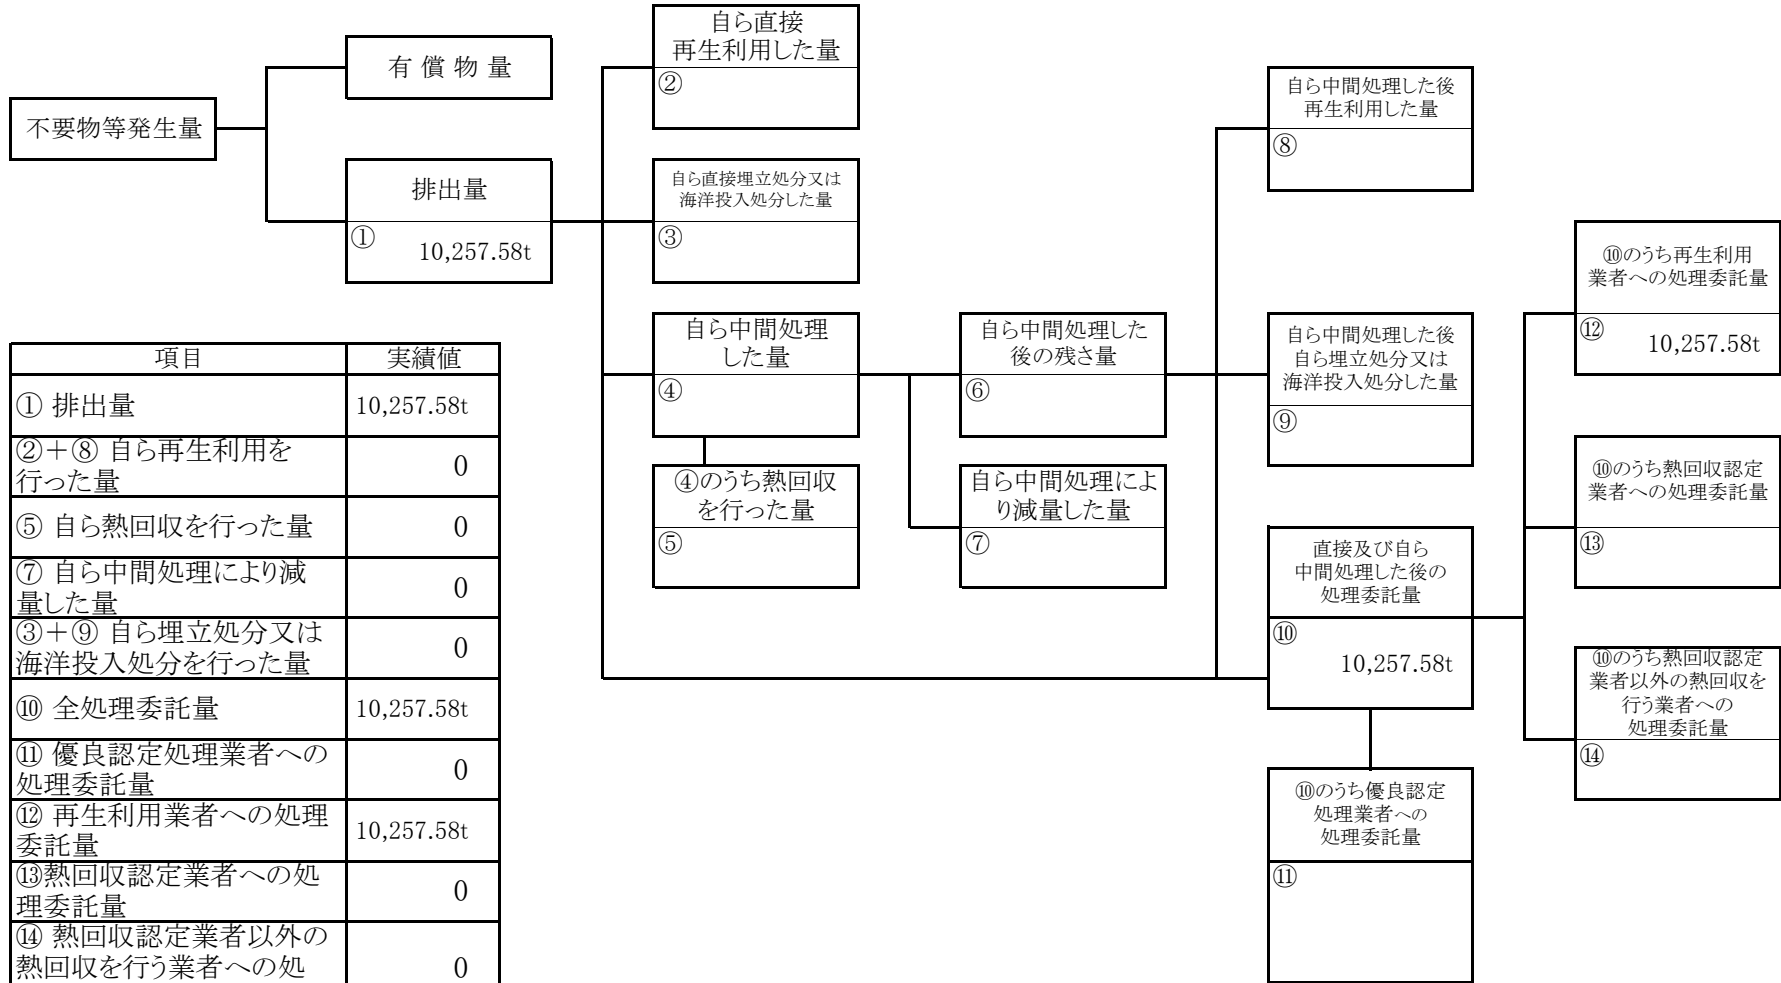 自ら直接
再生利用した量
②
有 償 物 量
不要物等発生量
排出量
① 10,257.58t
自ら直接埋立処分又は
海洋投入処分した量
③
自ら中間処理
した量
④
④のうち熱回収
を行った量
⑤
自ら中間処理した
後の残さ量
⑥
自ら中間処理によ
り減量した量
⑦
自ら中間処理した後
再生利用した量
⑧
自ら中間処理した後
自ら埋立処分又は
海洋投入処分した量
⑨
直接及び自ら
中間処理した後の
処理委託量
⑩
10,257.58t
⑩のうち優良認定
処理業者への
処理委託量
⑪
⑩のうち再生利用
業者への処理委託量
⑫ 10,257.58t
⑩のうち熱回収認定
業者への処理委託量
⑬
⑩のうち熱回収認定
業者以外の熱回収を
行う業者への
処理委託量
⑭
項目 実績値
① 排出量 10,257.58t
②+⑧ 自ら再生利用を
行った量 0
⑤ 自ら熱回収を行った量 0
⑦ 自ら中間処理により減
量した量 0
③+⑨ 自ら埋立処分又は
海洋投入処分を行った量 0
⑩ 全処理委託量 10,257.58t
⑪ 優良認定処理業者への
処理委託量 0
⑫ 再生利用業者への処理
委託量 10,257.58t
⑬熱回収認定業者への処
理委託量 0
⑭ 熱回収認定業者以外の
熱回収を行う業者への処 0